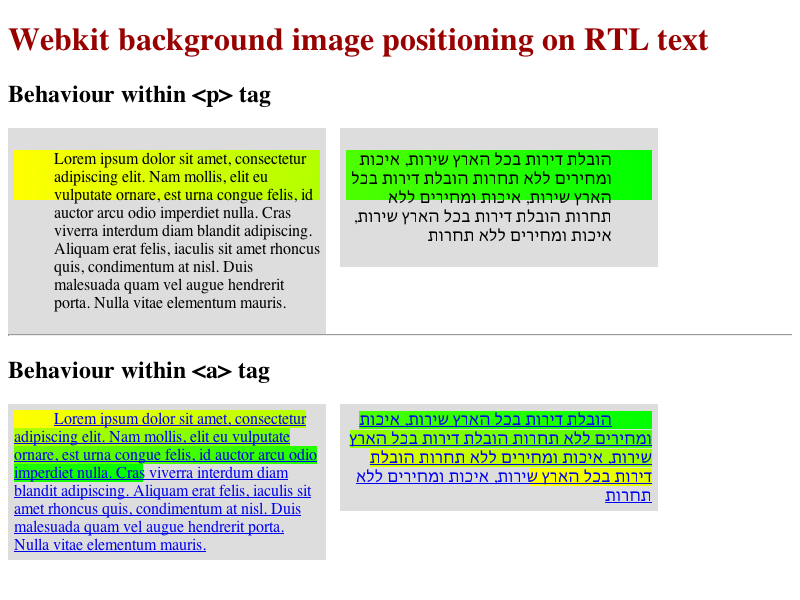 Webkit background image positioning on RTL text
Behaviour within <p> tag
Lorem ipsum dolor sit amet, consectetur
adipiscing elit. Nam mollis, elit eu
vulputate ornare, est urna congue felis, id
auctor arcu odio imperdiet nulla. Cras
viverra interdum diam blandit adipiscing.
Aliquam erat felis, iaculis sit amet rhoncus
quis, condimentum at nisl. Duis
malesuada quam vel augue hendrerit
porta. Nulla vitae elementum mauris.
הובלת דירות בכל הארץ שירות, איכות
ומחירים ללא תחרות הובלת דירות בכל
הארץ שירות, איכות ומחירים ללא
תחרות הובלת דירות בכל הארץ שירות,
איכות ומחירים ללא תחרות
Behaviour within <a> tag
Lorem ipsum dolor sit amet, consectetur
adipiscing elit. Nam mollis, elit eu vulputate
ornare, est urna congue felis, id auctor arcu odio
imperdiet nulla. Cras viverra interdum diam
blandit adipiscing. Aliquam erat felis, iaculis sit
amet rhoncus quis, condimentum at nisl. Duis
malesuada quam vel augue hendrerit porta.
Nulla vitae elementum mauris.
הובלת דירות בכל הארץ שירות, איכות
ומחירים ללא תחרות הובלת דירות בכל הארץ
שירות, איכות ומחירים ללא תחרות הובלת
דירות בכל הארץ שירות, איכות ומחירים ללא
תחרות